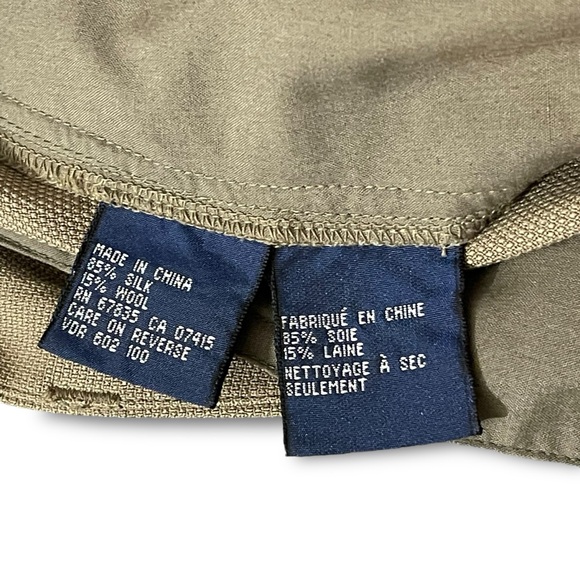 MADE IN CHINA
85% SILK
15% WOOL
RN 67835 CA 07415
CARE ON REVERSE
VDR 602 100
FABRIQUÉ EN CHINE
85% SOIE
15% LAINE
NETTOYAGE À SEC
SEULEMENT